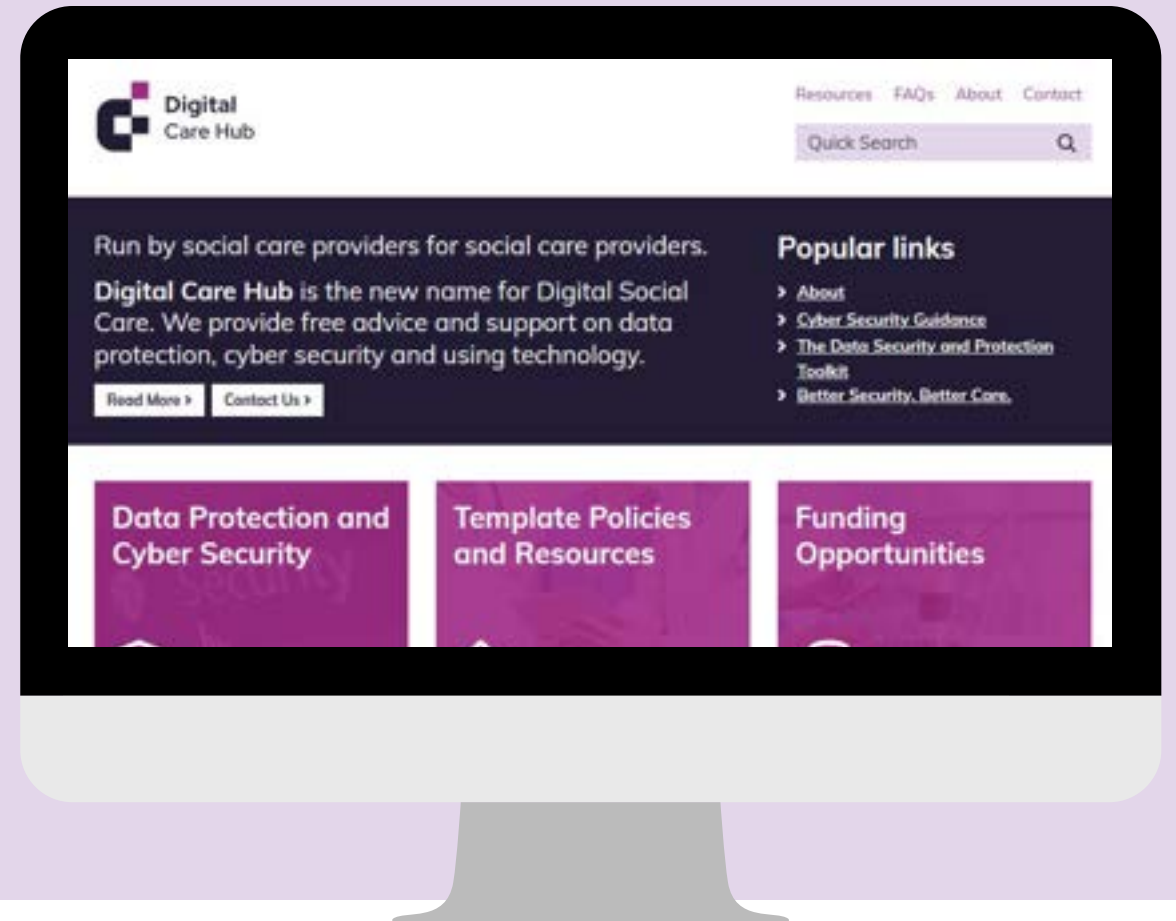 Digital
Care Hub
Resources FAQs About Contact
Quick Search
Run by social care providers for social care providers.
Digital Care Hub is the new name for Digital Social
Care. We provide free advice and support on data
protection, cyber security and using technology.
Read More >
Contact Us >
Popular links
> About
> Cyber Security Guidance
> The Data Security and Protection
Toolkit
> Better Security, Better Care.
Data Protection and
Cyber Security
Security
Template Policies
and Resources
Funding
Opportunities